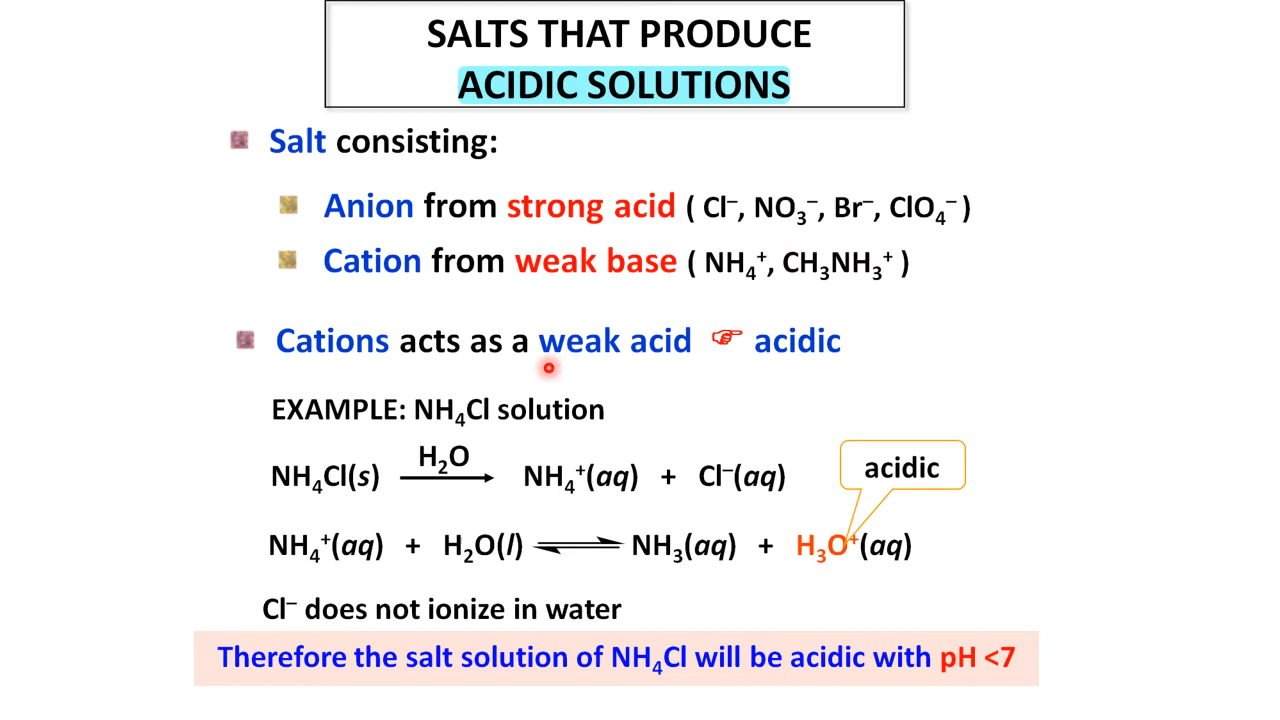 SALTS THAT PRODUCE
ACIDIC SOLUTIONS
Salt consisting:
Anion from strong acid ( Cl⁻, NO₃⁻, Br⁻, ClO₄⁻ )
Cation from weak base ( NH₄⁺, CH₃NH₃⁺ )
Cations acts as a weak acid ☞ acidic
EXAMPLE: NH₄Cl solution
H₂O
NH₄Cl(s) → NH₄⁺(aq) + Cl⁻(aq)
acidic
NH₄⁺(aq) + H₂O(l) ⇌ NH₃(aq) + H₃O⁺(aq)
Cl⁻ does not ionize in water
Therefore the salt solution of NH₄Cl will be acidic with pH <7